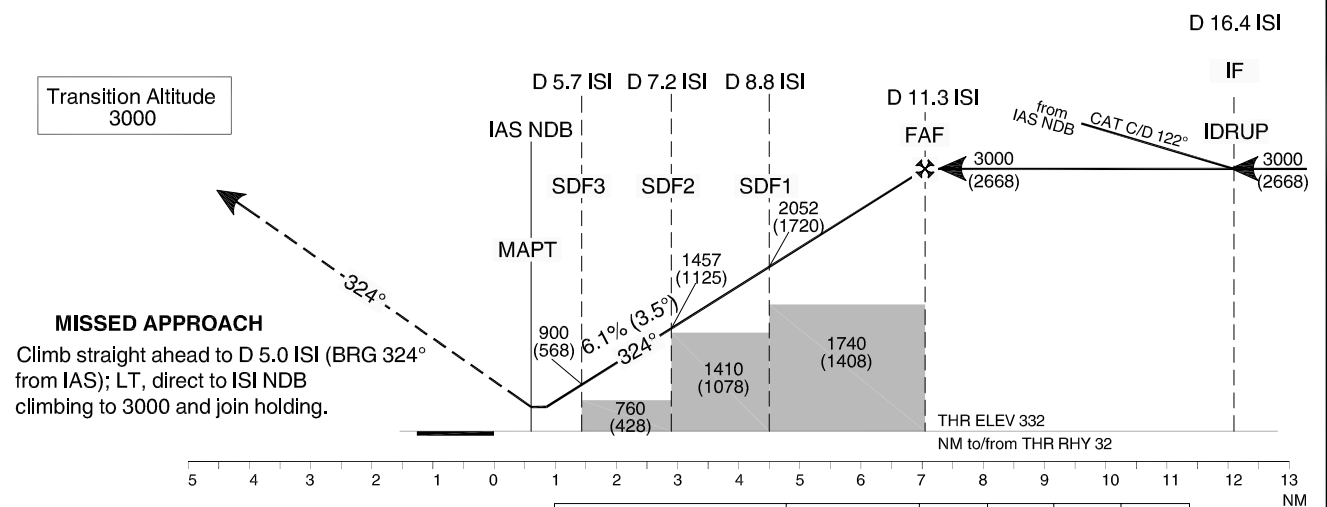 D 16.4 ISI
IF
IDRUP
D 5.7 ISI D 7.2 ISI D 8.8 ISI
D 11.3 ISI
FAF
Transition Altitude
3000
IAS NDB
from
IAS NDB
CAT C/D 122°
3000
(2668)
3000
(2668)
SDF3 SDF2 SDF1
2052
(1720)
MAPT
1457
(1125)
324°
900
(568)
6.1% (3.5°)
324°
MISSED APPROACH
Climb straight ahead to D 5.0 ISI (BRG 324°
from IAS); LT, direct to ISI NDB
climbing to 3000 and join holding.
1740
(1408)
1410
(1078)
760
(428)
THR ELEV 332
NM to/from THR RHY 32
5 4 3 2 1 0 1 2 3 4 5 6 7 8 9 10 11 12 13
NM